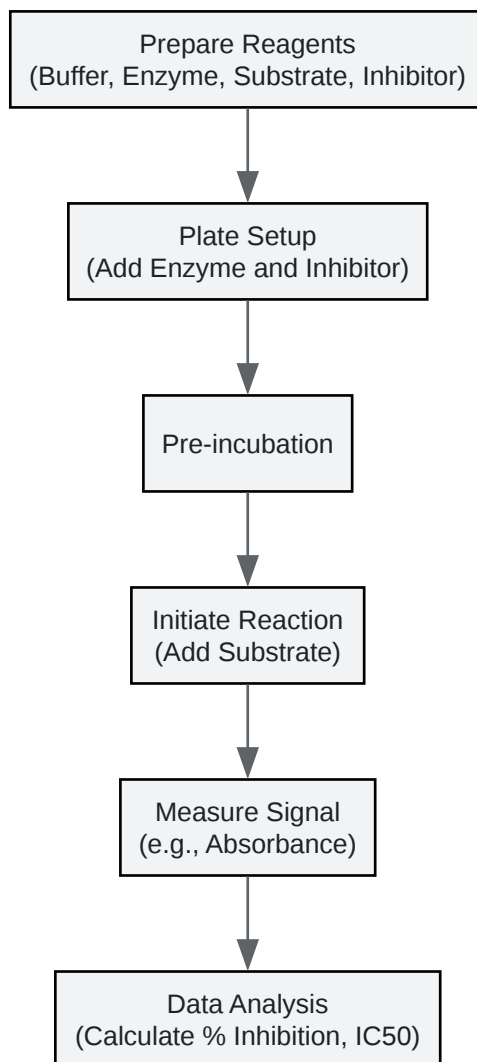 Prepare Reagents
(Buffer, Enzyme, Substrate, Inhibitor)
Plate Setup
(Add Enzyme and Inhibitor)
Pre-incubation
Initiate Reaction
(Add Substrate)
Measure Signal
(e.g., Absorbance)
Data Analysis
(Calculate % Inhibition, IC50)